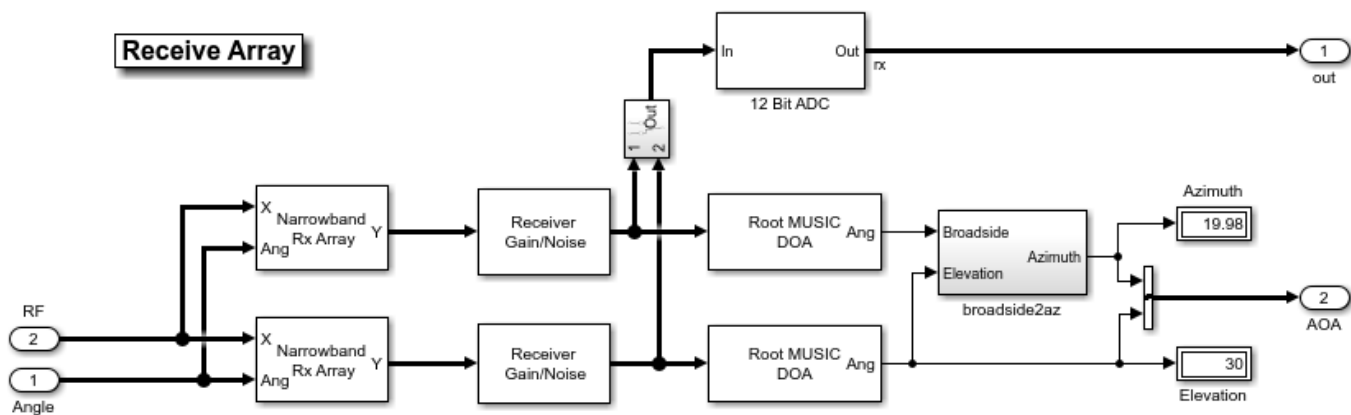 Receive Array
In
Out
12 Bit ADC
rx
1
out
Out
1
2
X
Ang
Narrowband
Rx Array
Y
Receiver
Gain/Noise
Root MUSIC
DOA
Ang
Broadside
Elevation
Azimuth
broadside2az
Azimuth
19.98
2
AOA
RF
2
1
Angle
X
Ang
Narrowband
Rx Array
Y
Receiver
Gain/Noise
Root MUSIC
DOA
Ang
30
Elevation